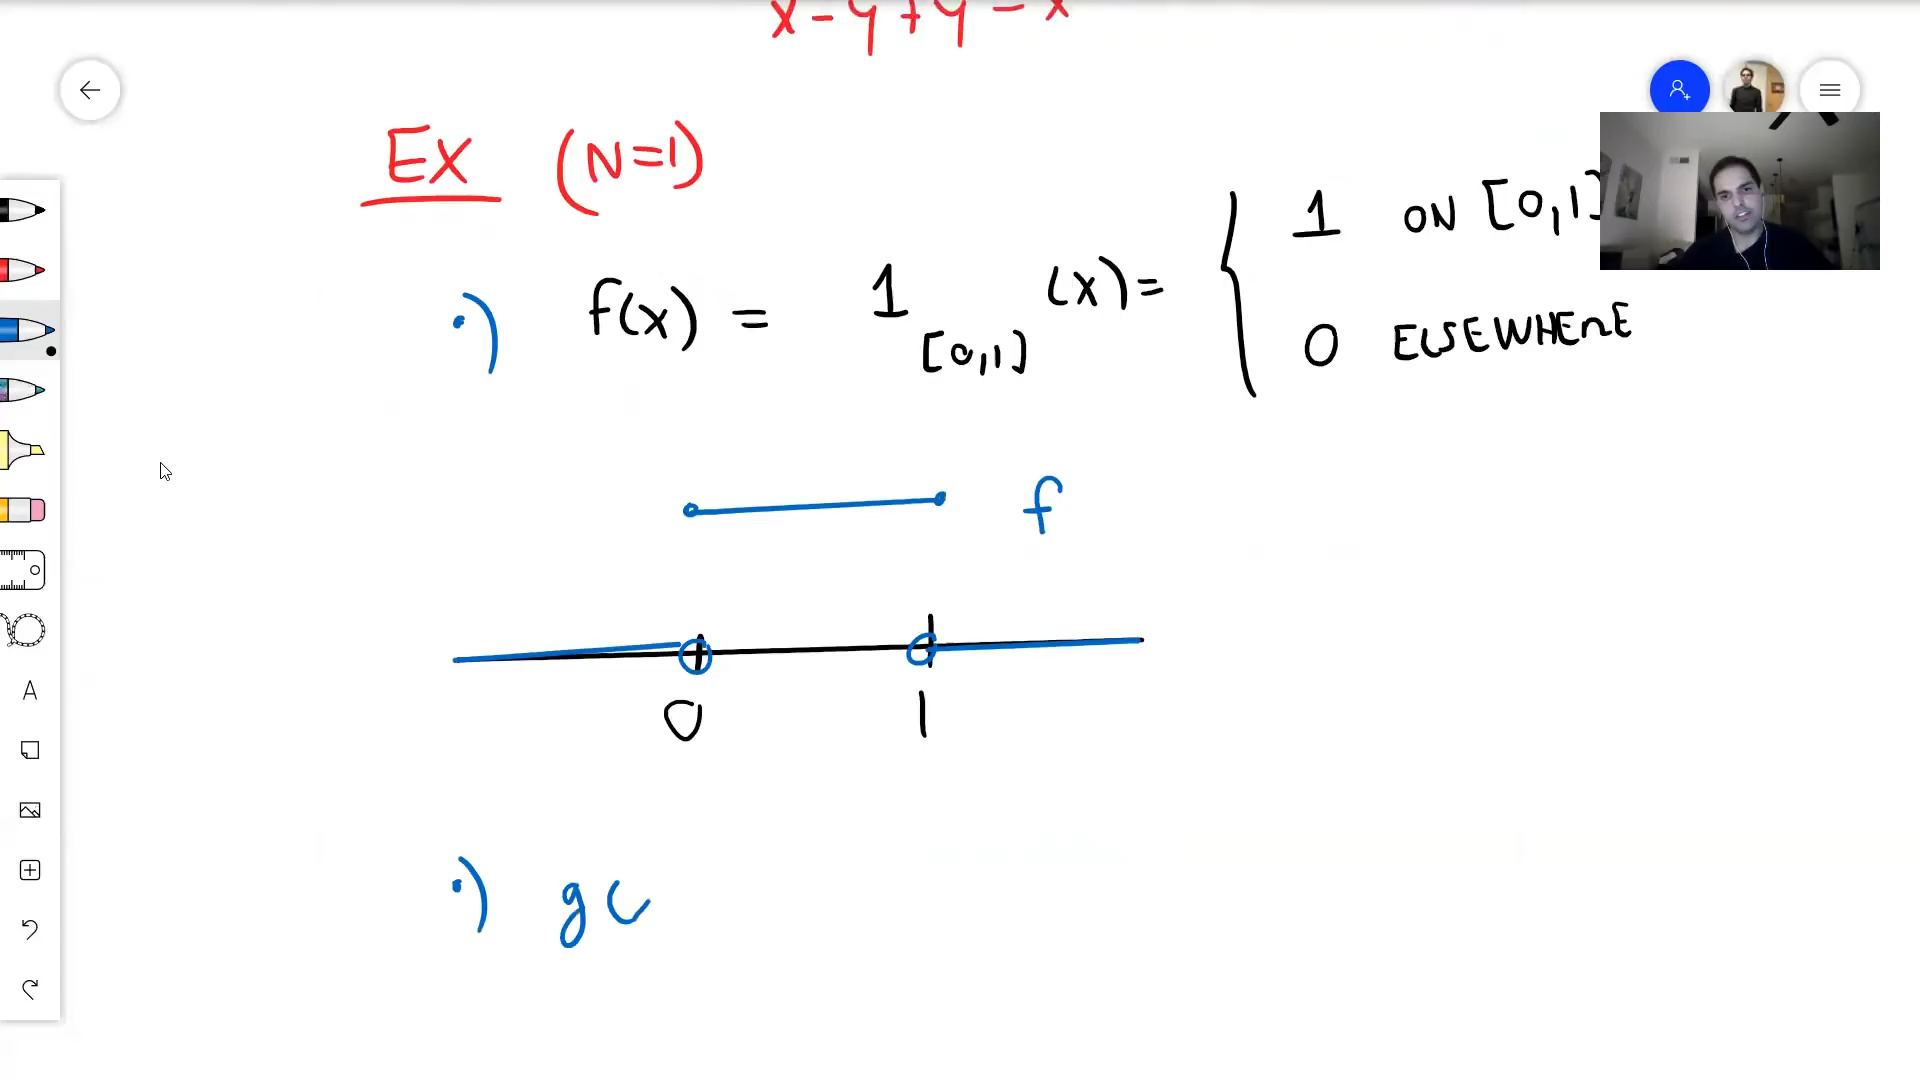 x - y + y = x
EX (N=1)
1 ON [0,1]
•) f(x) = 1 [0,1] (x) =
0 ELSEWHERE
f
0 1
•) g(
A